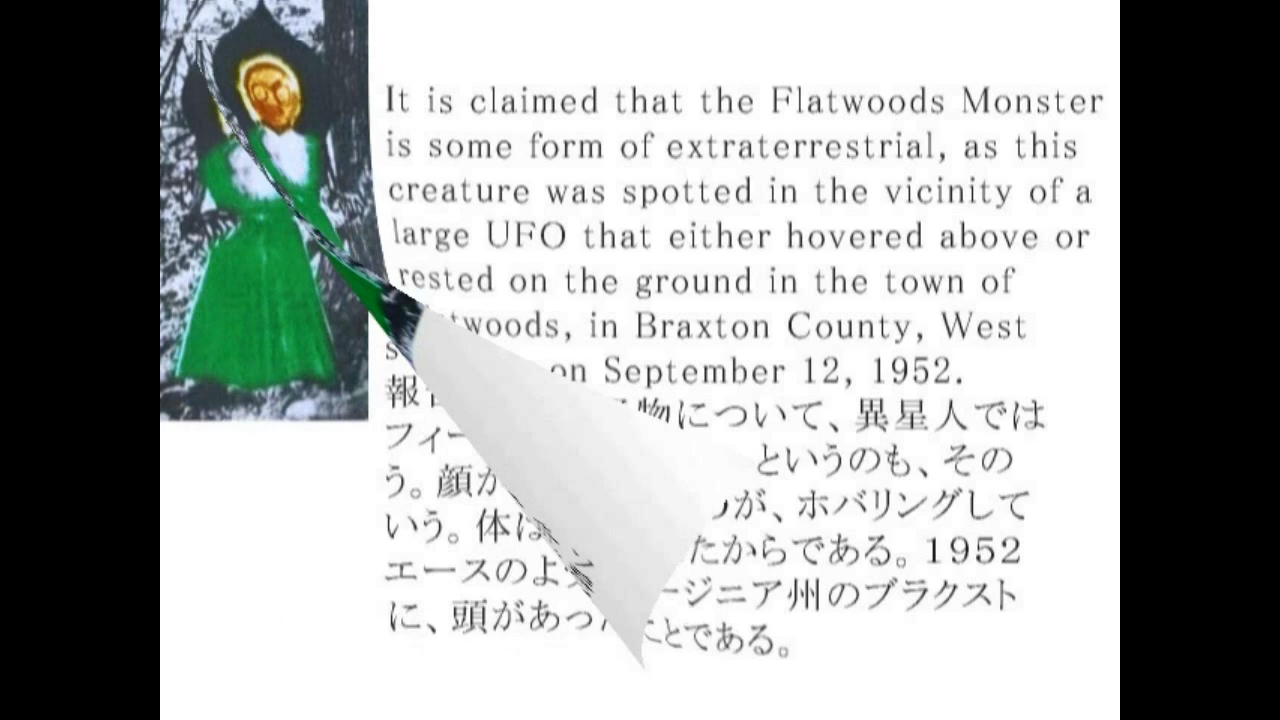 It is claimed that the Flatwoods Monster
is some form of extraterrestrial, as this
creature was spotted in the vicinity of a
large UFO that either hovered above or
rested on the ground in the town of
in Braxton County, West
on September 12, 1952.
について、異星人では
フィー
というのも、その
う。顔が
が、ホバリングして
いう。体は
たからである。1952
エースのよ
ージニア州のブラクスト
に、頭があっ
ことである。